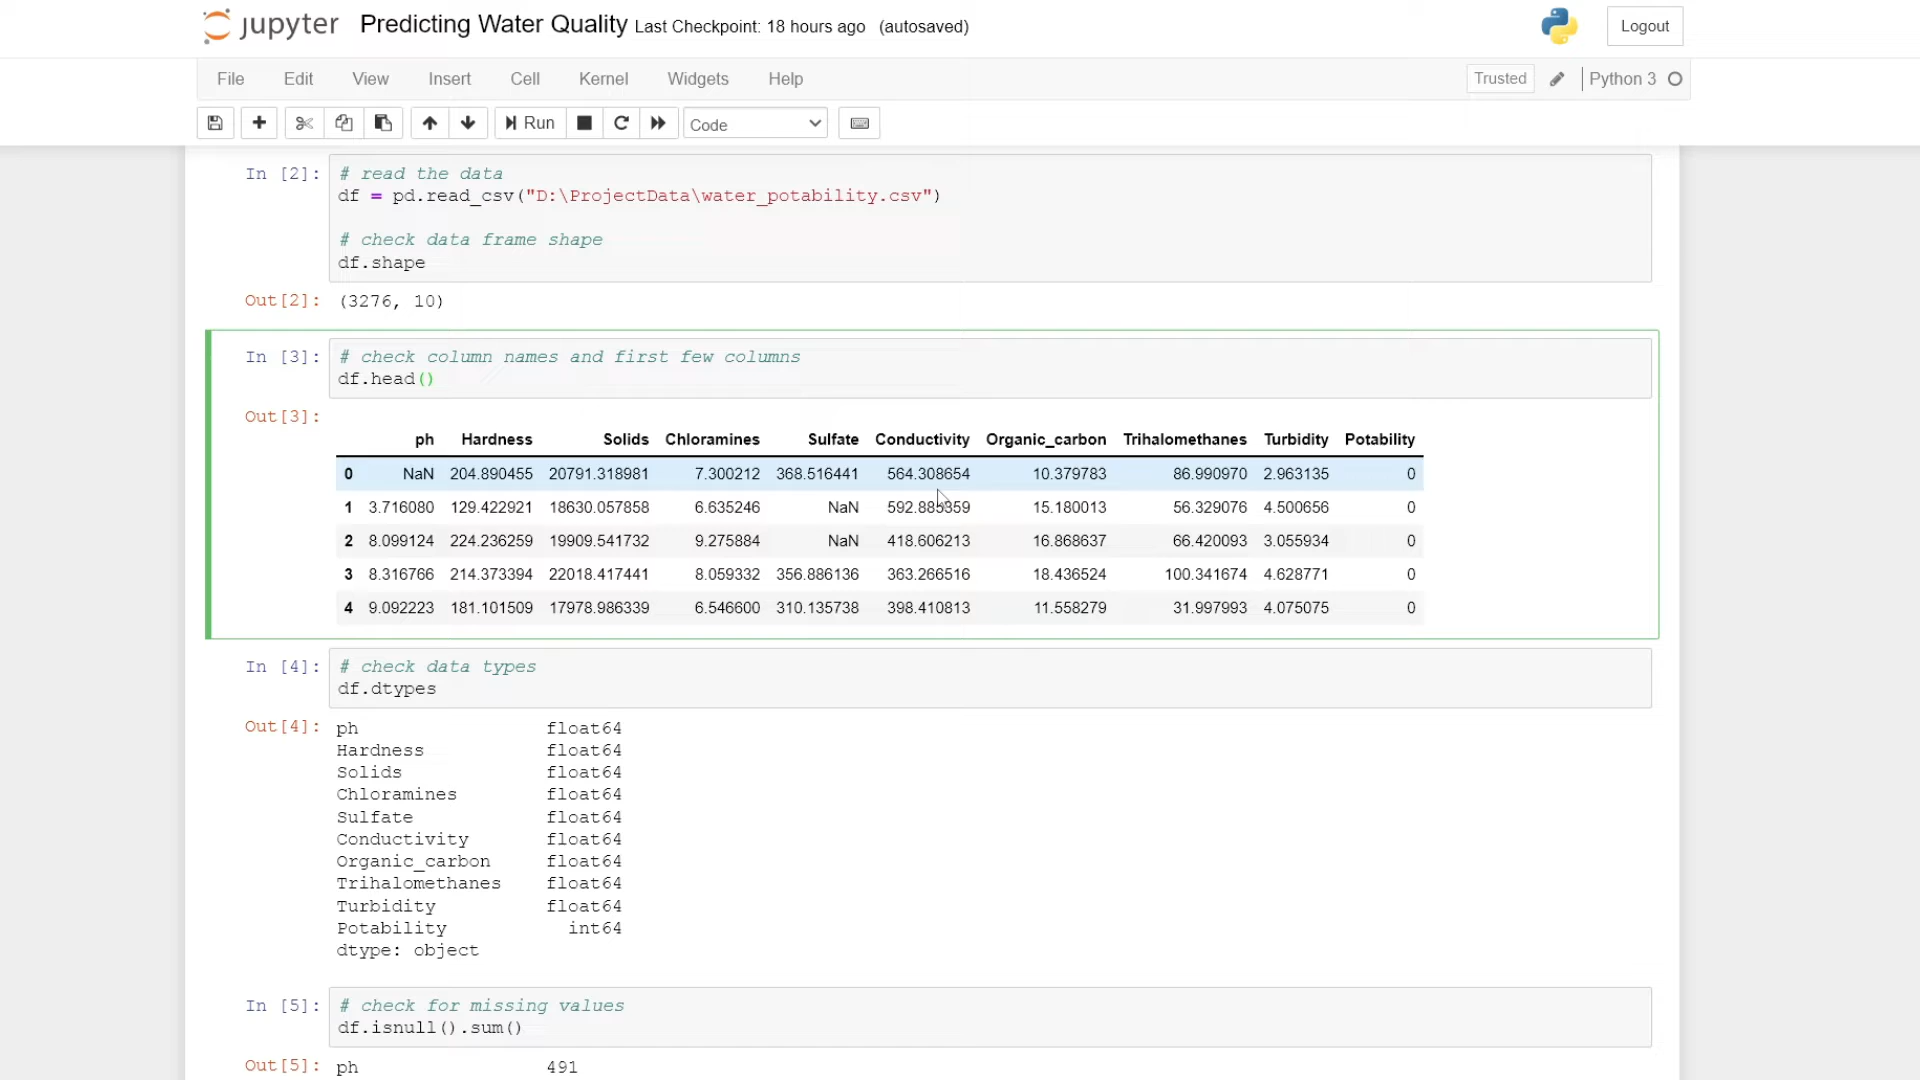 jupyter Predicting Water Quality Last Checkpoint: 18 hours ago (autosaved) Logout
File Edit View Insert Cell Kernel Widgets Help Trusted Python 3
Run Code
In [2]: # read the data
df = pd.read_csv("D:\ProjectData\water_potability.csv")
# check data frame shape
df.shape
Out[2]: (3276, 10)
In [3]: # check column names and first few columns
df.head()
Out[3]:
ph Hardness Solids Chloramines Sulfate Conductivity Organic_carbon Trihalomethanes Turbidity Potability
0 NaN 204.890455 20791.318981 7.300212 368.516441 564.308654 10.379783 86.990970 2.963135 0
1 3.716080 129.422921 18630.057858 6.635246 NaN 592.885359 15.180013 56.329076 4.500656 0
2 8.099124 224.236259 19909.541732 9.275884 NaN 418.606213 16.868637 66.420093 3.055934 0
3 8.316766 214.373394 22018.417441 8.059332 356.886136 363.266516 18.436524 100.341674 4.628771 0
4 9.092223 181.101509 17978.986339 6.546600 310.135738 398.410813 11.558279 31.997993 4.075075 0
In [4]: # check data types
df.dtypes
Out[4]: ph float64
Hardness float64
Solids float64
Chloramines float64
Sulfate float64
Conductivity float64
Organic_carbon float64
Trihalomethanes float64
Turbidity float64
Potability int64
dtype: object
In [5]: # check for missing values
df.isnull().sum()
Out[5]: ph 491